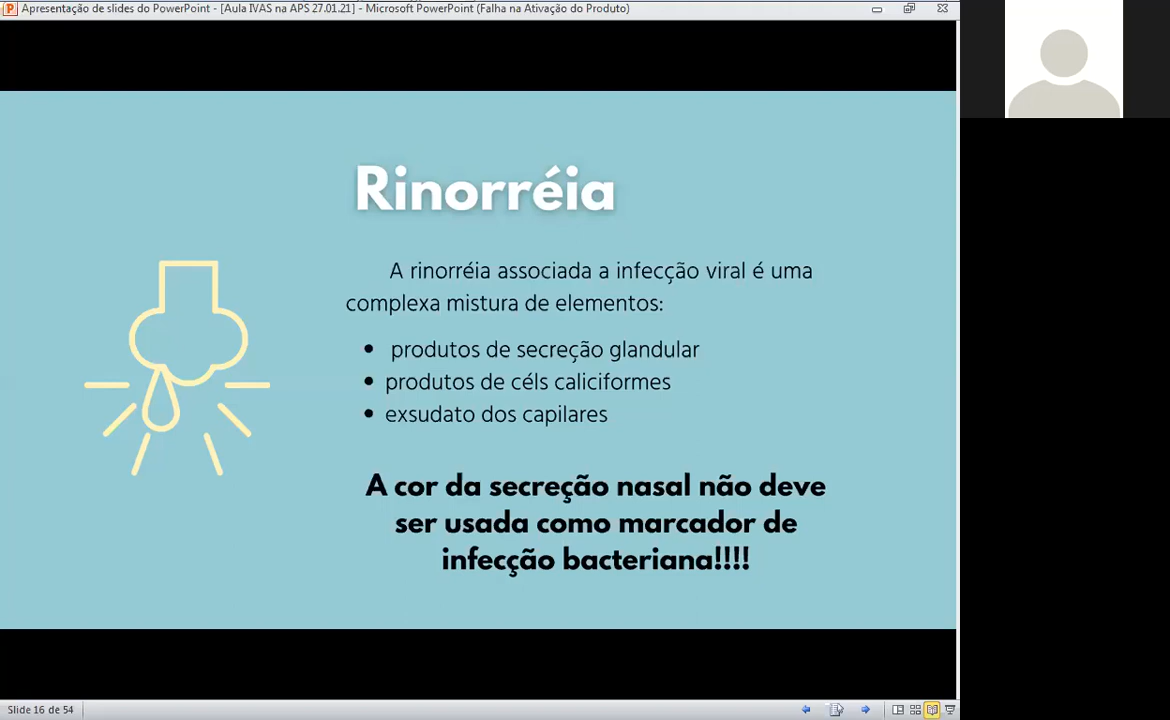 Apresentação de slides do PowerPoint - [Aula IVAS na APS 27.01.21] - Microsoft PowerPoint (Falha na Ativação do Produto)
Rinorréia
A rinorréia associada a infecção viral é uma
complexa mistura de elementos:
• produtos de secreção glandular
• produtos de céls caliciformes
• exsudato dos capilares
A cor da secreção nasal não deve
ser usada como marcador de
infecção bacteriana!!!!
Slide 16 de 54